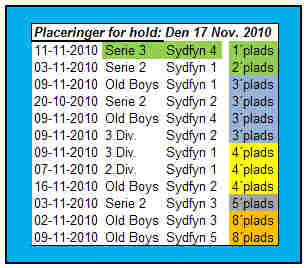 Placeringer for hold: Den 17 Nov. 2010
11-11-2010 Serie 3 Sydfyn 4 1´plads
03-11-2010 Serie 2 Sydfyn 1 2´plads
09-11-2010 Old Boys Sydfyn 1 3´plads
20-10-2010 Serie 2 Sydfyn 2 3´plads
09-11-2010 Old Boys Sydfyn 4 3´plads
09-11-2010 3.Div. Sydfyn 2 3´plads
09-11-2010 3.Div. Sydfyn 1 4´plads
07-11-2010 2.Div. Sydfyn 1 4´plads
16-11-2010 Old Boys Sydfyn 2 4´plads
03-11-2010 Serie 2 Sydfyn 3 5´plads
02-11-2010 Old Boys Sydfyn 3 8´plads
09-11-2010 Old Boys Sydfyn 5 8´plads